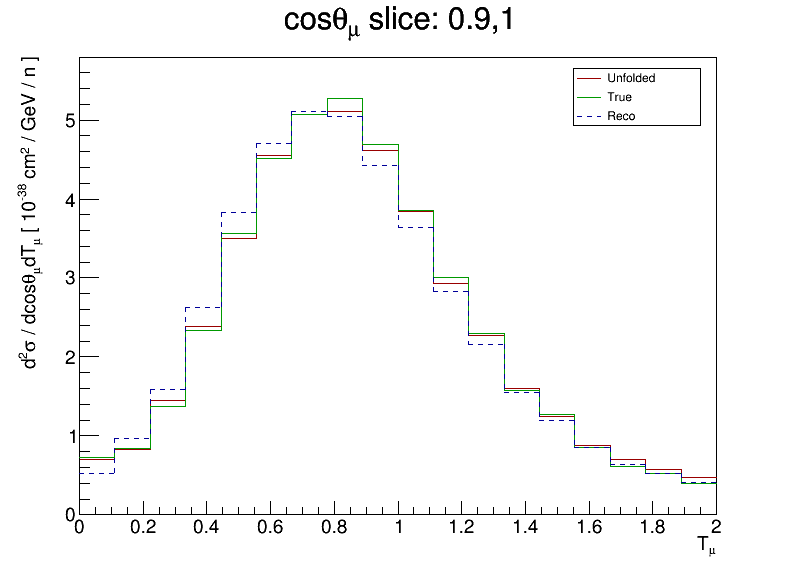 cosθμ slice: 0.9,1
d²σ / dcosθμdTμ [ 10⁻³⁸ cm² / GeV / n ]
Unfolded
True
Reco
5
4
3
2
1
0
0 0.2 0.4 0.6 0.8 1 1.2 1.4 1.6 1.8 2
Tμ